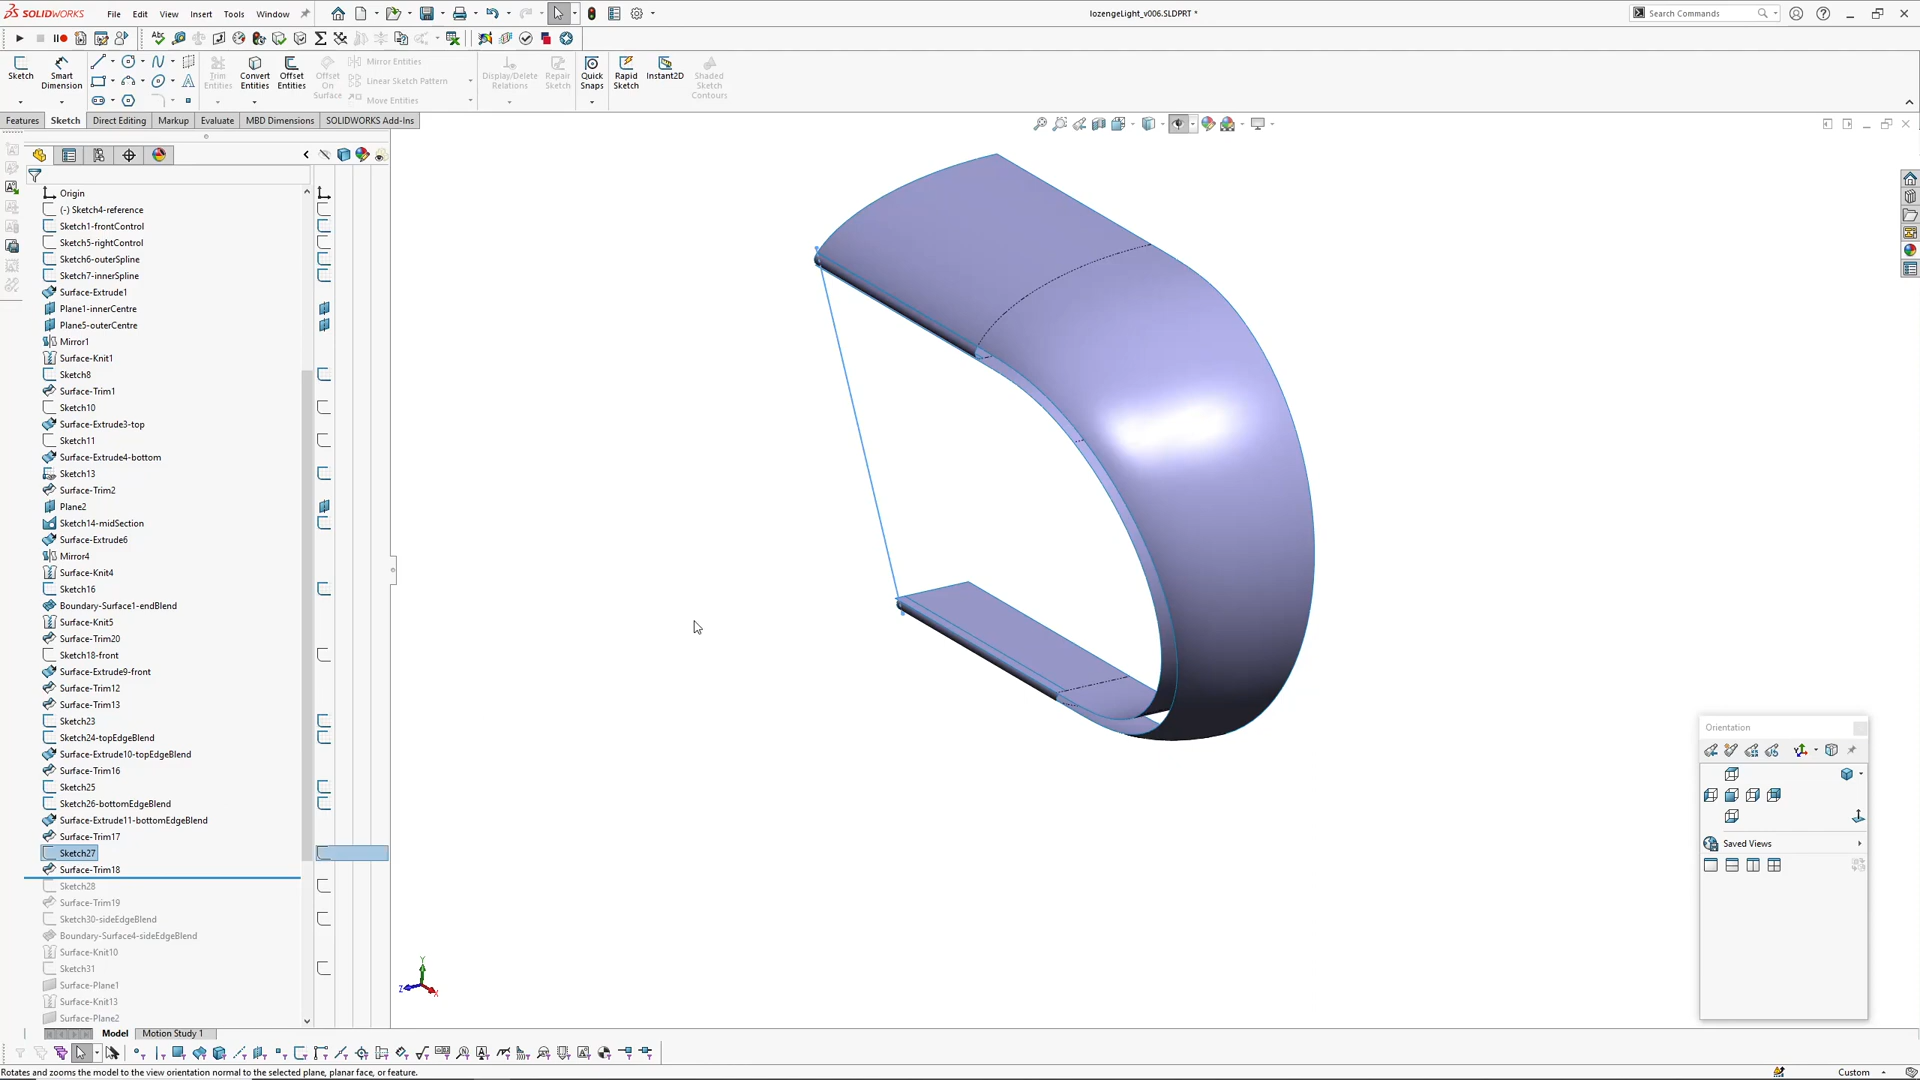 SOLIDWORKS File Edit View Insert Tools Window lozengeLight_v006.SLDPRT * Search Commands
Sketch Smart Dimension Trim Entities Convert Entities Offset Entities Offset On Surface Mirror Entities Linear Sketch Pattern Move Entities Display/Delete Relations Repair Sketch Quick Snaps Rapid Sketch Instant2D Shaded Sketch Contours
Features Sketch Direct Editing Markup Evaluate MBD Dimensions SOLIDWORKS Add-Ins
Origin
(-) Sketch4-reference
Sketch1-frontControl
Sketch5-rightControl
Sketch6-outerSpline
Sketch7-innerSpline
Surface-Extrude1
Plane1-innerCentre
Plane5-outerCentre
Mirror1
Surface-Knit1
Sketch8
Surface-Trim1
Sketch10
Surface-Extrude3-top
Sketch11
Surface-Extrude4-bottom
Sketch13
Surface-Trim2
Plane2
Sketch14-midSection
Surface-Extrude6
Mirror4
Surface-Knit4
Sketch16
Boundary-Surface1-endBlend
Surface-Knit5
Surface-Trim20
Sketch18-front
Surface-Extrude9-front
Surface-Trim12
Surface-Trim13
Sketch23
Sketch24-topEdgeBlend
Surface-Extrude10-topEdgeBlend
Surface-Trim16
Sketch25
Sketch26-bottomEdgeBlend
Surface-Extrude11-bottomEdgeBlend
Surface-Trim17
Sketch27
Surface-Trim18
Sketch28
Surface-Trim19
Sketch30-sideEdgeBlend
Boundary-Surface4-sideEdgeBlend
Surface-Knit10
Sketch31
Surface-Plane1
Surface-Knit13
Surface-Plane2
Y
Z
X
Orientation
Saved Views
Model Motion Study 1
Rotates and zooms the model to the view orientation normal to the selected plane, planar face, or feature. Custom